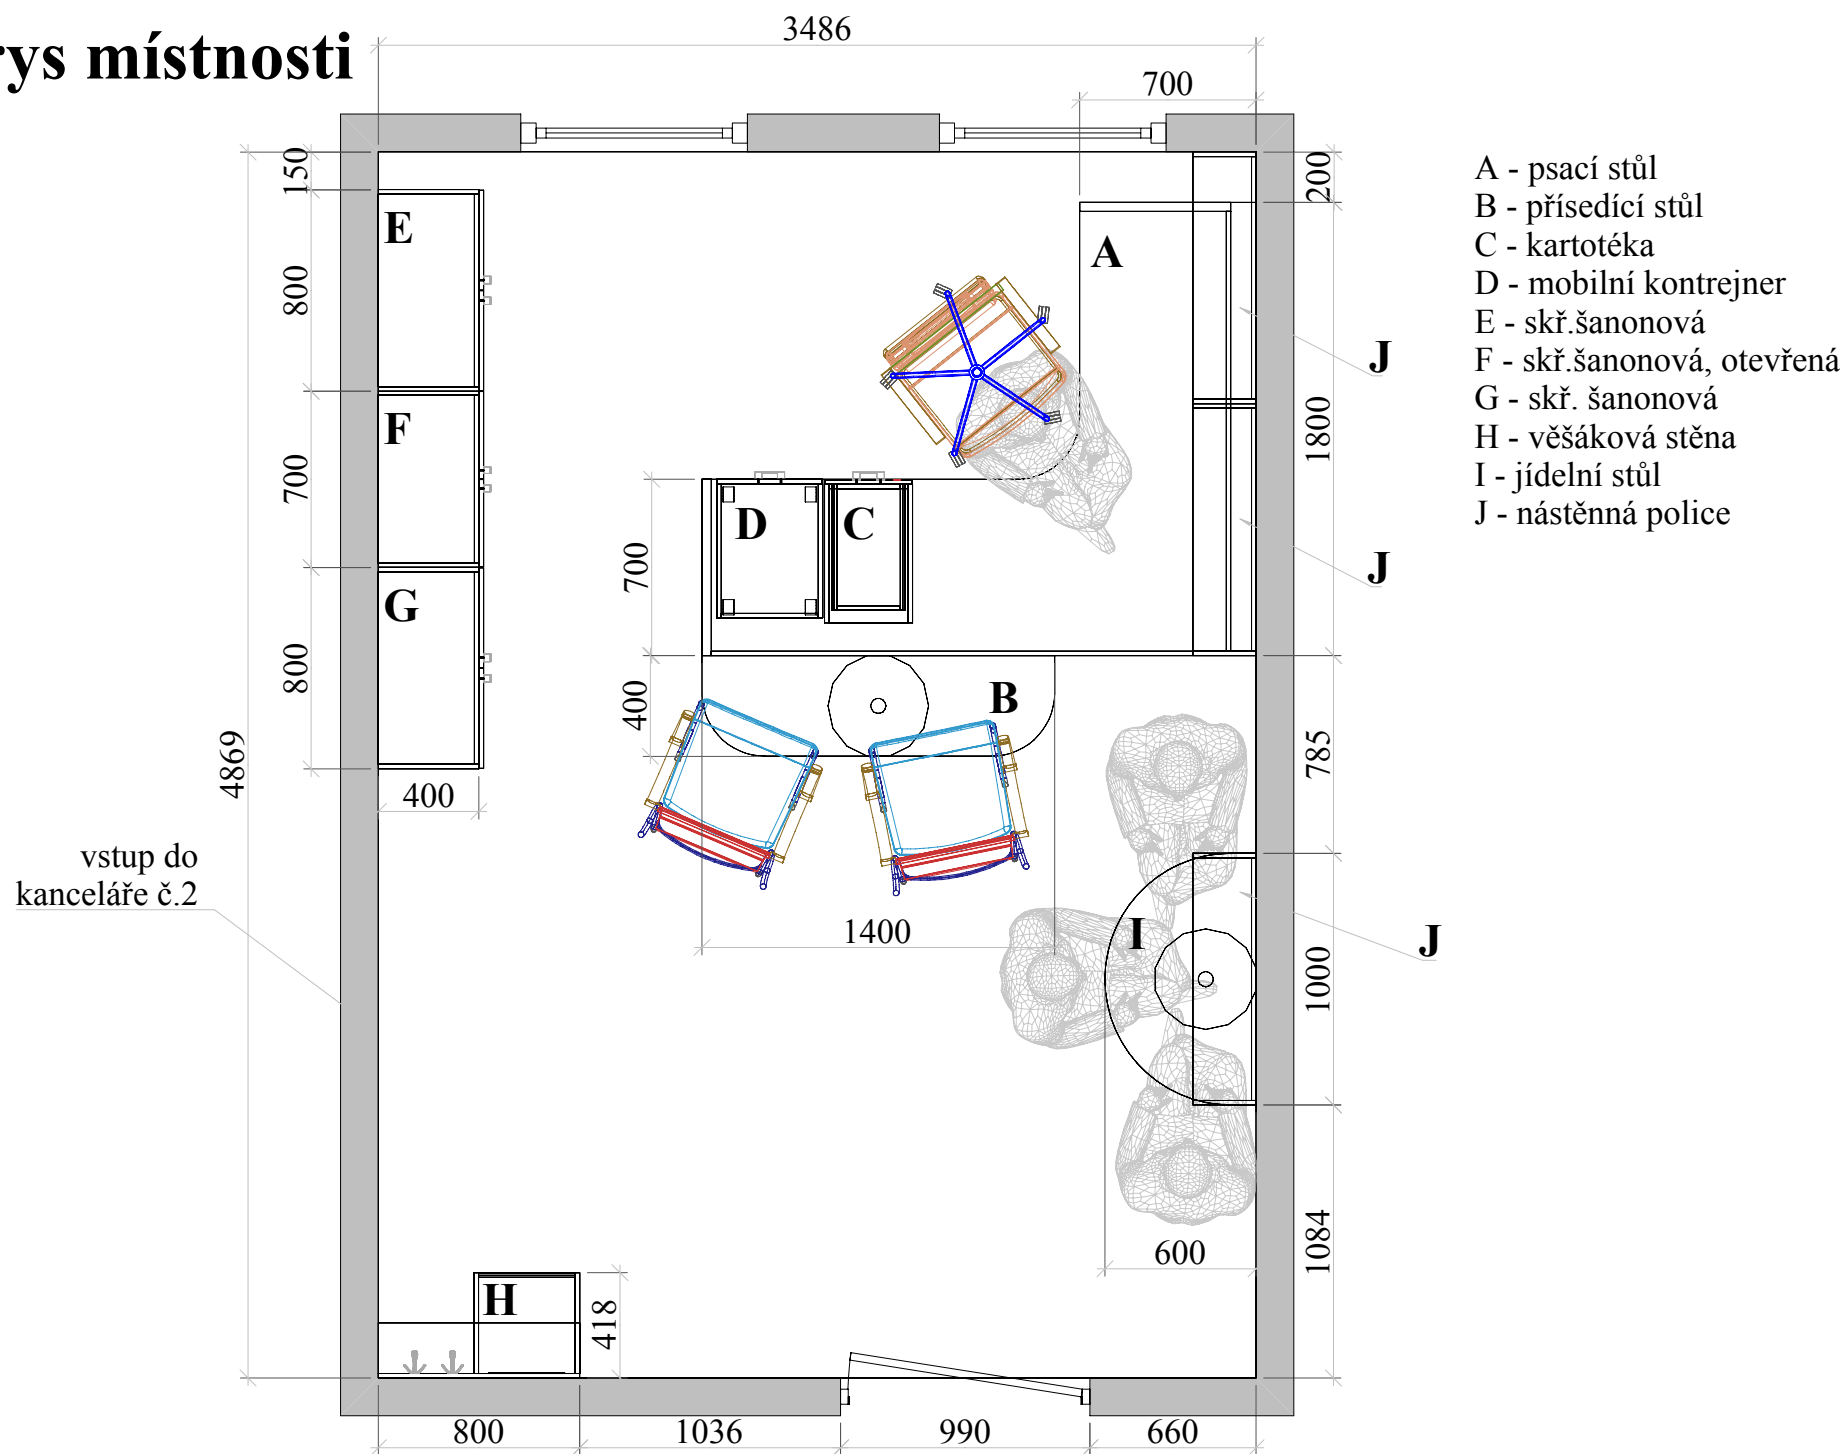 rys místnosti
3486
700
150
200
A - psací stůl
B - přísedící stůl
C - kartotéka
D - mobilní kontrejner
E - skř.šanonová
F - skř.šanonová, otevřená
G - skř. šanonová
H - věšáková stěna
I - jídelní stůl
J - nástěnná police
E
A
800
J
F
1800
700
D
C
700
J
G
800
400
B
785
4869
400
vstup do
kanceláře č.2
1400
I
J
1000
600
1084
H
418
800
1036
990
660